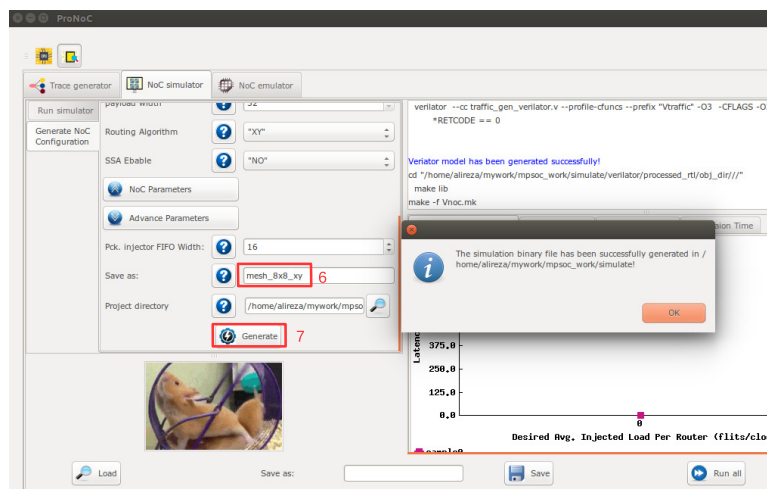 ProNoC
Trace generator
NoC simulator
NoC emulator
Run simulator
Generate NoC
Configuration
payload width
32
Routing Algorithm
"XY"
SSA Ebable
"NO"
NoC Parameters
Advance Parameters
Pck. injector FIFO Width:
16
Save as:
mesh_8x8_xy
6
Project directory
/home/alireza/mywork/mpso
Generate
7
verilator --cc traffic_gen_verilator.v --profile-cfuncs --prefix "Vtraffic" -O3 -CFLAGS -O
*RETCODE == 0
Veriator model has been generated successfully!
cd "/home/alireza/mywork/mpsoc_work/simulate/verilator/processed_rtl/obj_dir///"
make lib
make -f Vnoc.mk
Time
The simulation binary file has been successfully generated in /
home/alireza/mywork/mpsoc_work/simulate!
OK
375.0
250.0
125.0
0.0
0
Desired Avg. Injected Load Per Router (flits/clo
sample0
Load
Save as:
Save
Run all